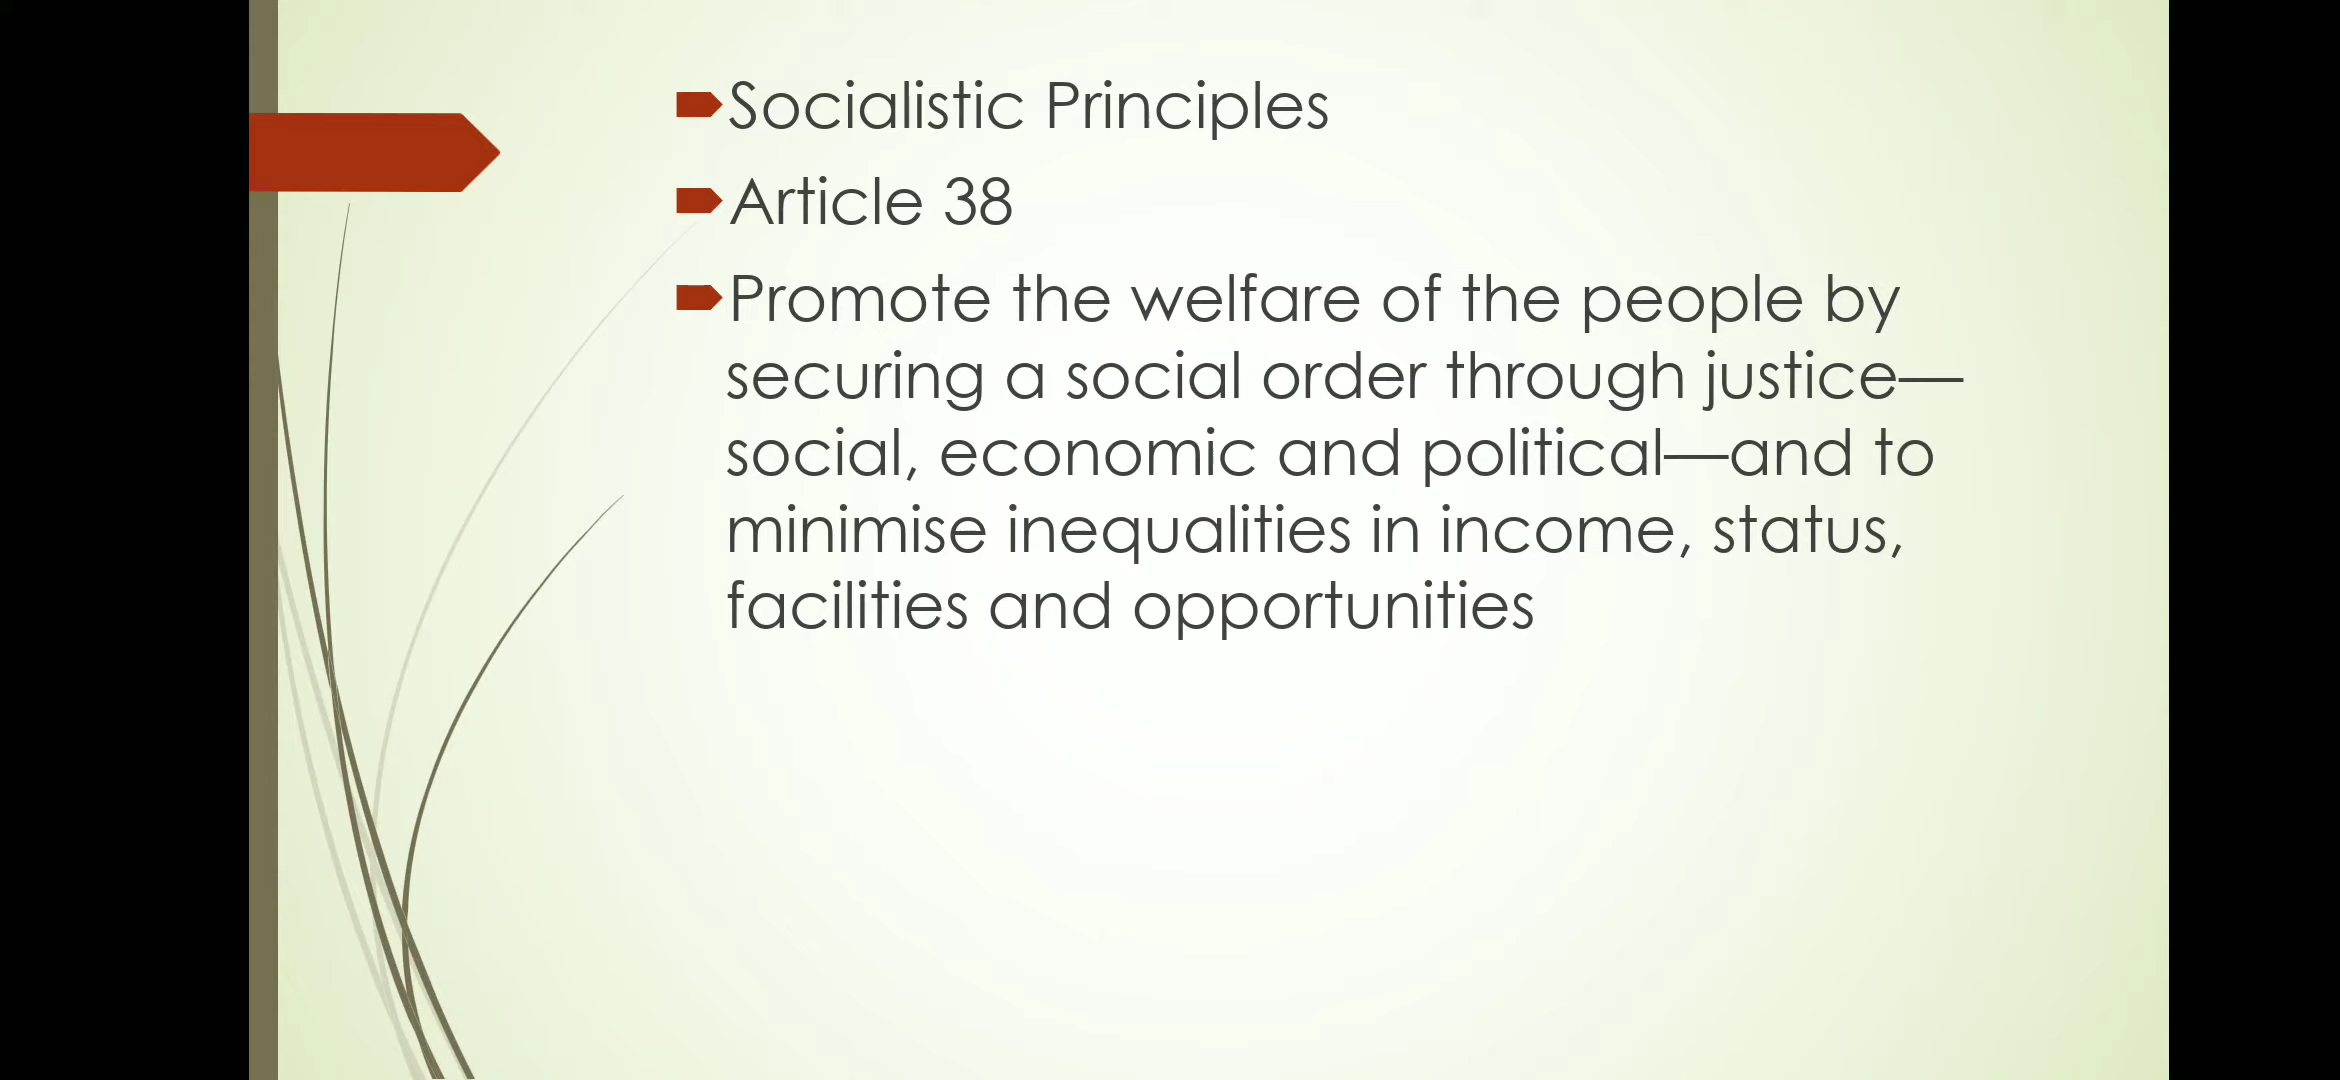 Socialistic Principles
Article 38
Promote the welfare of the people by
securing a social order through justice—
social, economic and political—and to
minimise inequalities in income, status,
facilities and opportunities